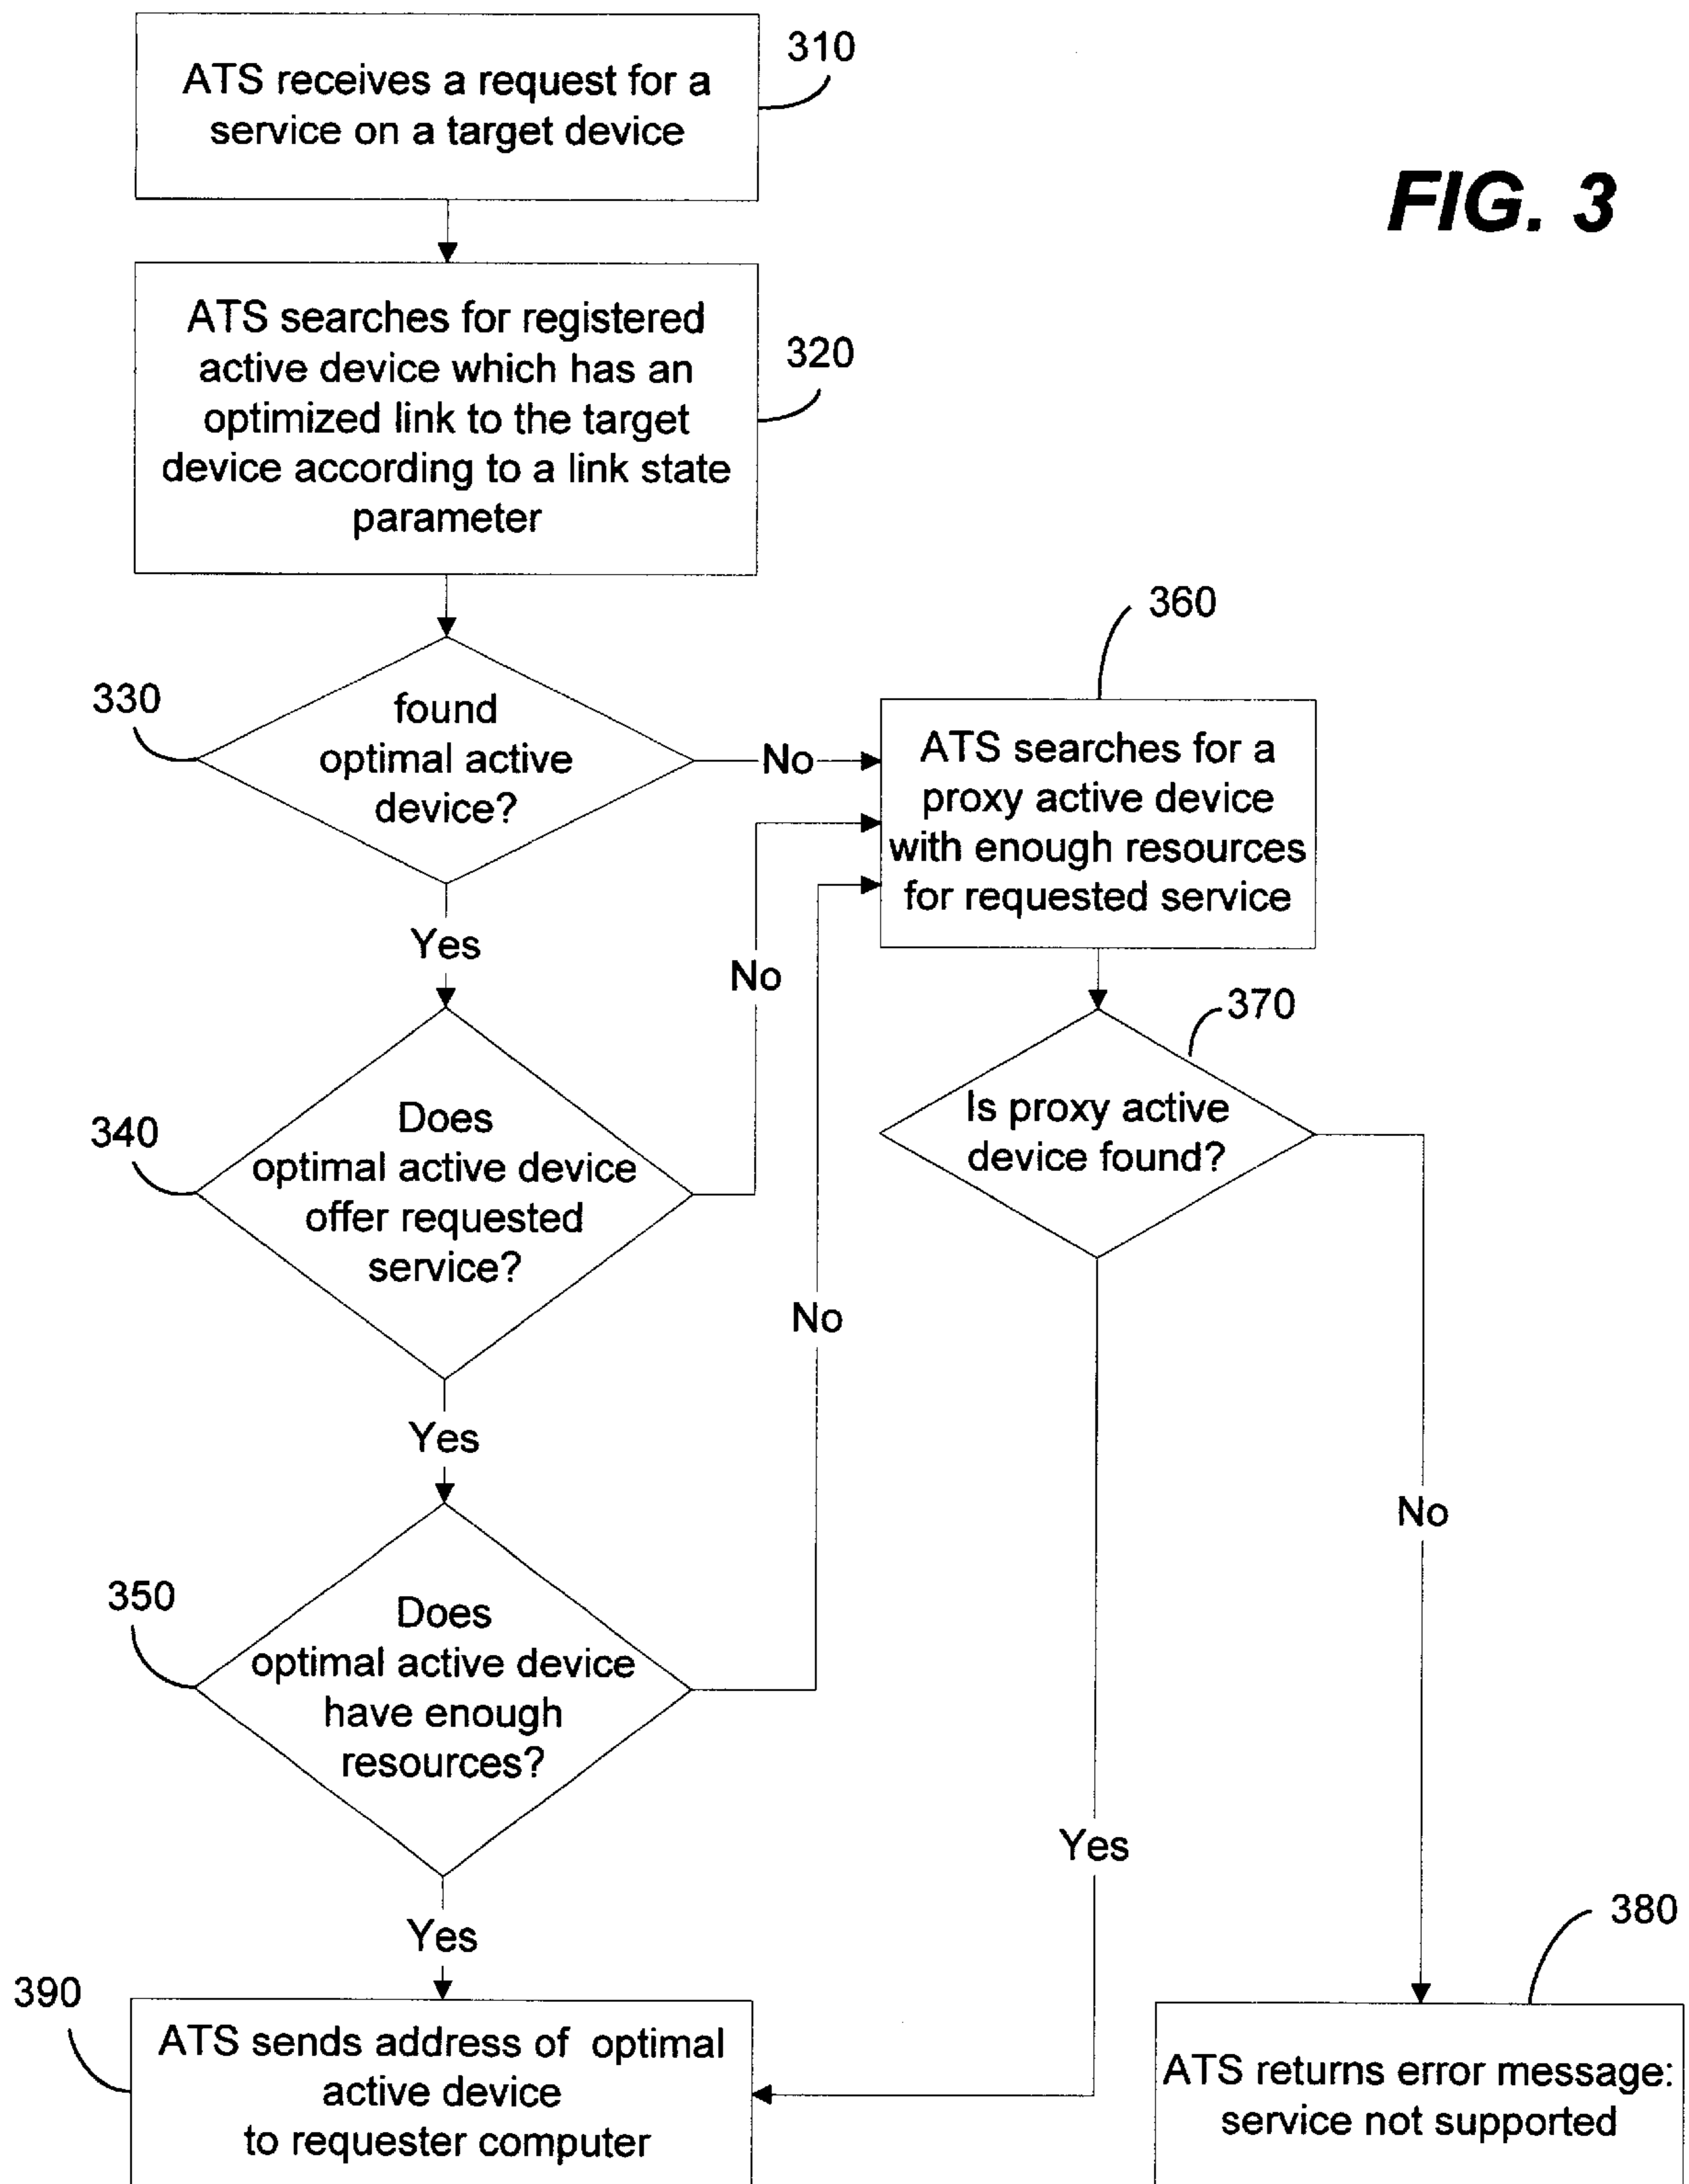 310
ATS receives a request for a
service on a target device
FIG. 3
ATS searches for registered
active device which has an
optimized link to the target
device according to a link state
parameter
320
360
330
found
optimal active
device?
No
ATS searches for a
proxy active device
with enough resources
for requested service
Yes
No
370
340
Does
optimal active device
offer requested
service?
Is proxy active
device found?
No
Yes
No
350
Does
optimal active device
have enough
resources?
Yes
Yes
380
390
ATS sends address of optimal
active device
to requester computer
ATS returns error message:
service not supported